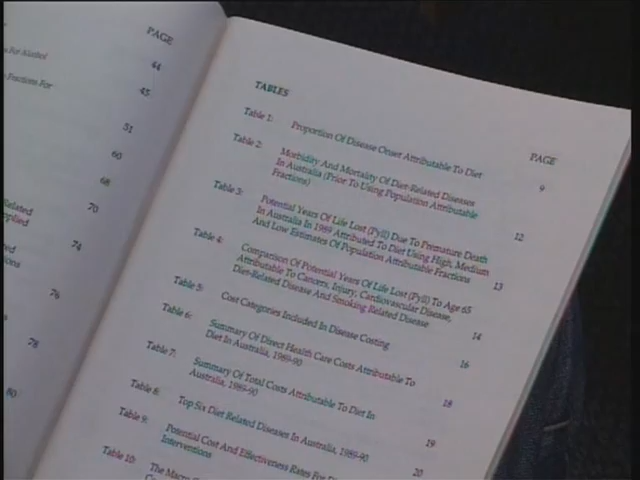 PAGE
For Alcohol
44
Fractions For
45
51
60
68
Related
70
74
76
78
80
TABLES
PAGE
Table 1: Proportion Of Disease Onset Attributable To Diet 9
Table 2: Morbidity And Mortality Of Diet-Related Diseases
In Australia (Prior To Using Population Attributable
Fractions) 12
Table 3: Potential Years Of Life Lost (Pyll) Due To Premature Death
In Australia In 1989 Attributed To Diet Using High, Medium
And Low Estimates Of Population Attributable Fractions 13
Table 4: Comparison Of Potential Years Of Life Lost (Pyll) To Age 65
Attributable To Cancers, Injury, Cardiovascular Disease,
Diet-Related Disease And Smoking Related Disease 14
Table 5: Cost Categories Included In Disease Costing 16
Table 6: Summary Of Direct Health Care Costs Attributable To
Diet In Australia, 1989-90 18
Table 7: Summary Of Total Costs Attributable To Diet In
Australia, 1989-90 19
Table 8: Top Six Diet Related Diseases In Australia, 1989-90 20
Table 9: Potential Cost And Effectiveness Rates For
Interventions
Table 10: The